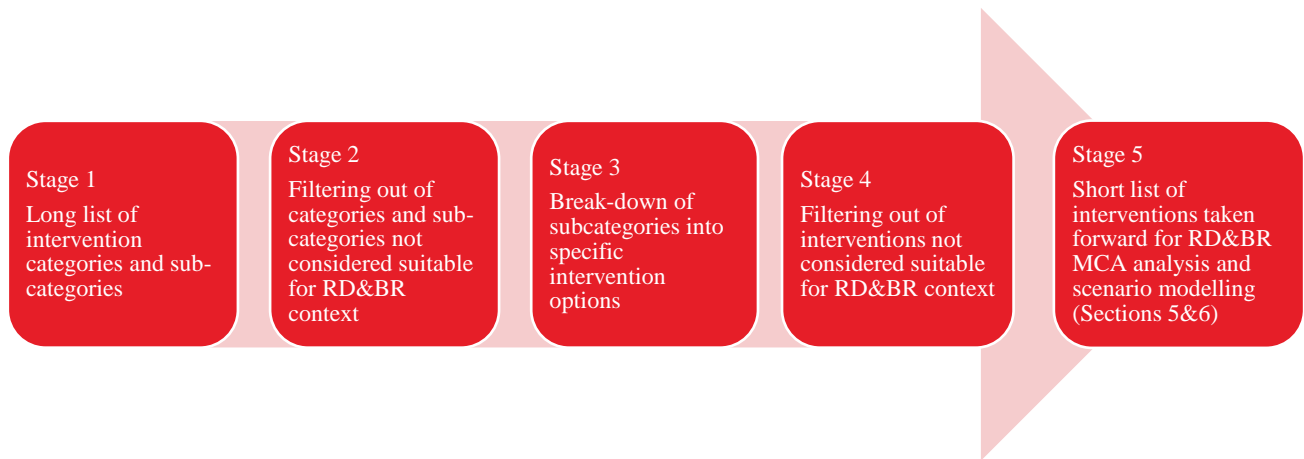 Stage 1
Long list of
intervention
categories and sub-
categories
Stage 2
Filtering out of
categories and sub-
categories not
considered suitable
for RD&BR
context
Stage 3
Break-down of
subcategories into
specific
intervention
options
Stage 4
Filtering out of
interventions not
considered suitable
for RD&BR context
Stage 5
Short list of
interventions taken
forward for RD&BR
MCA analysis and
scenario modelling
(Sections 5&6)